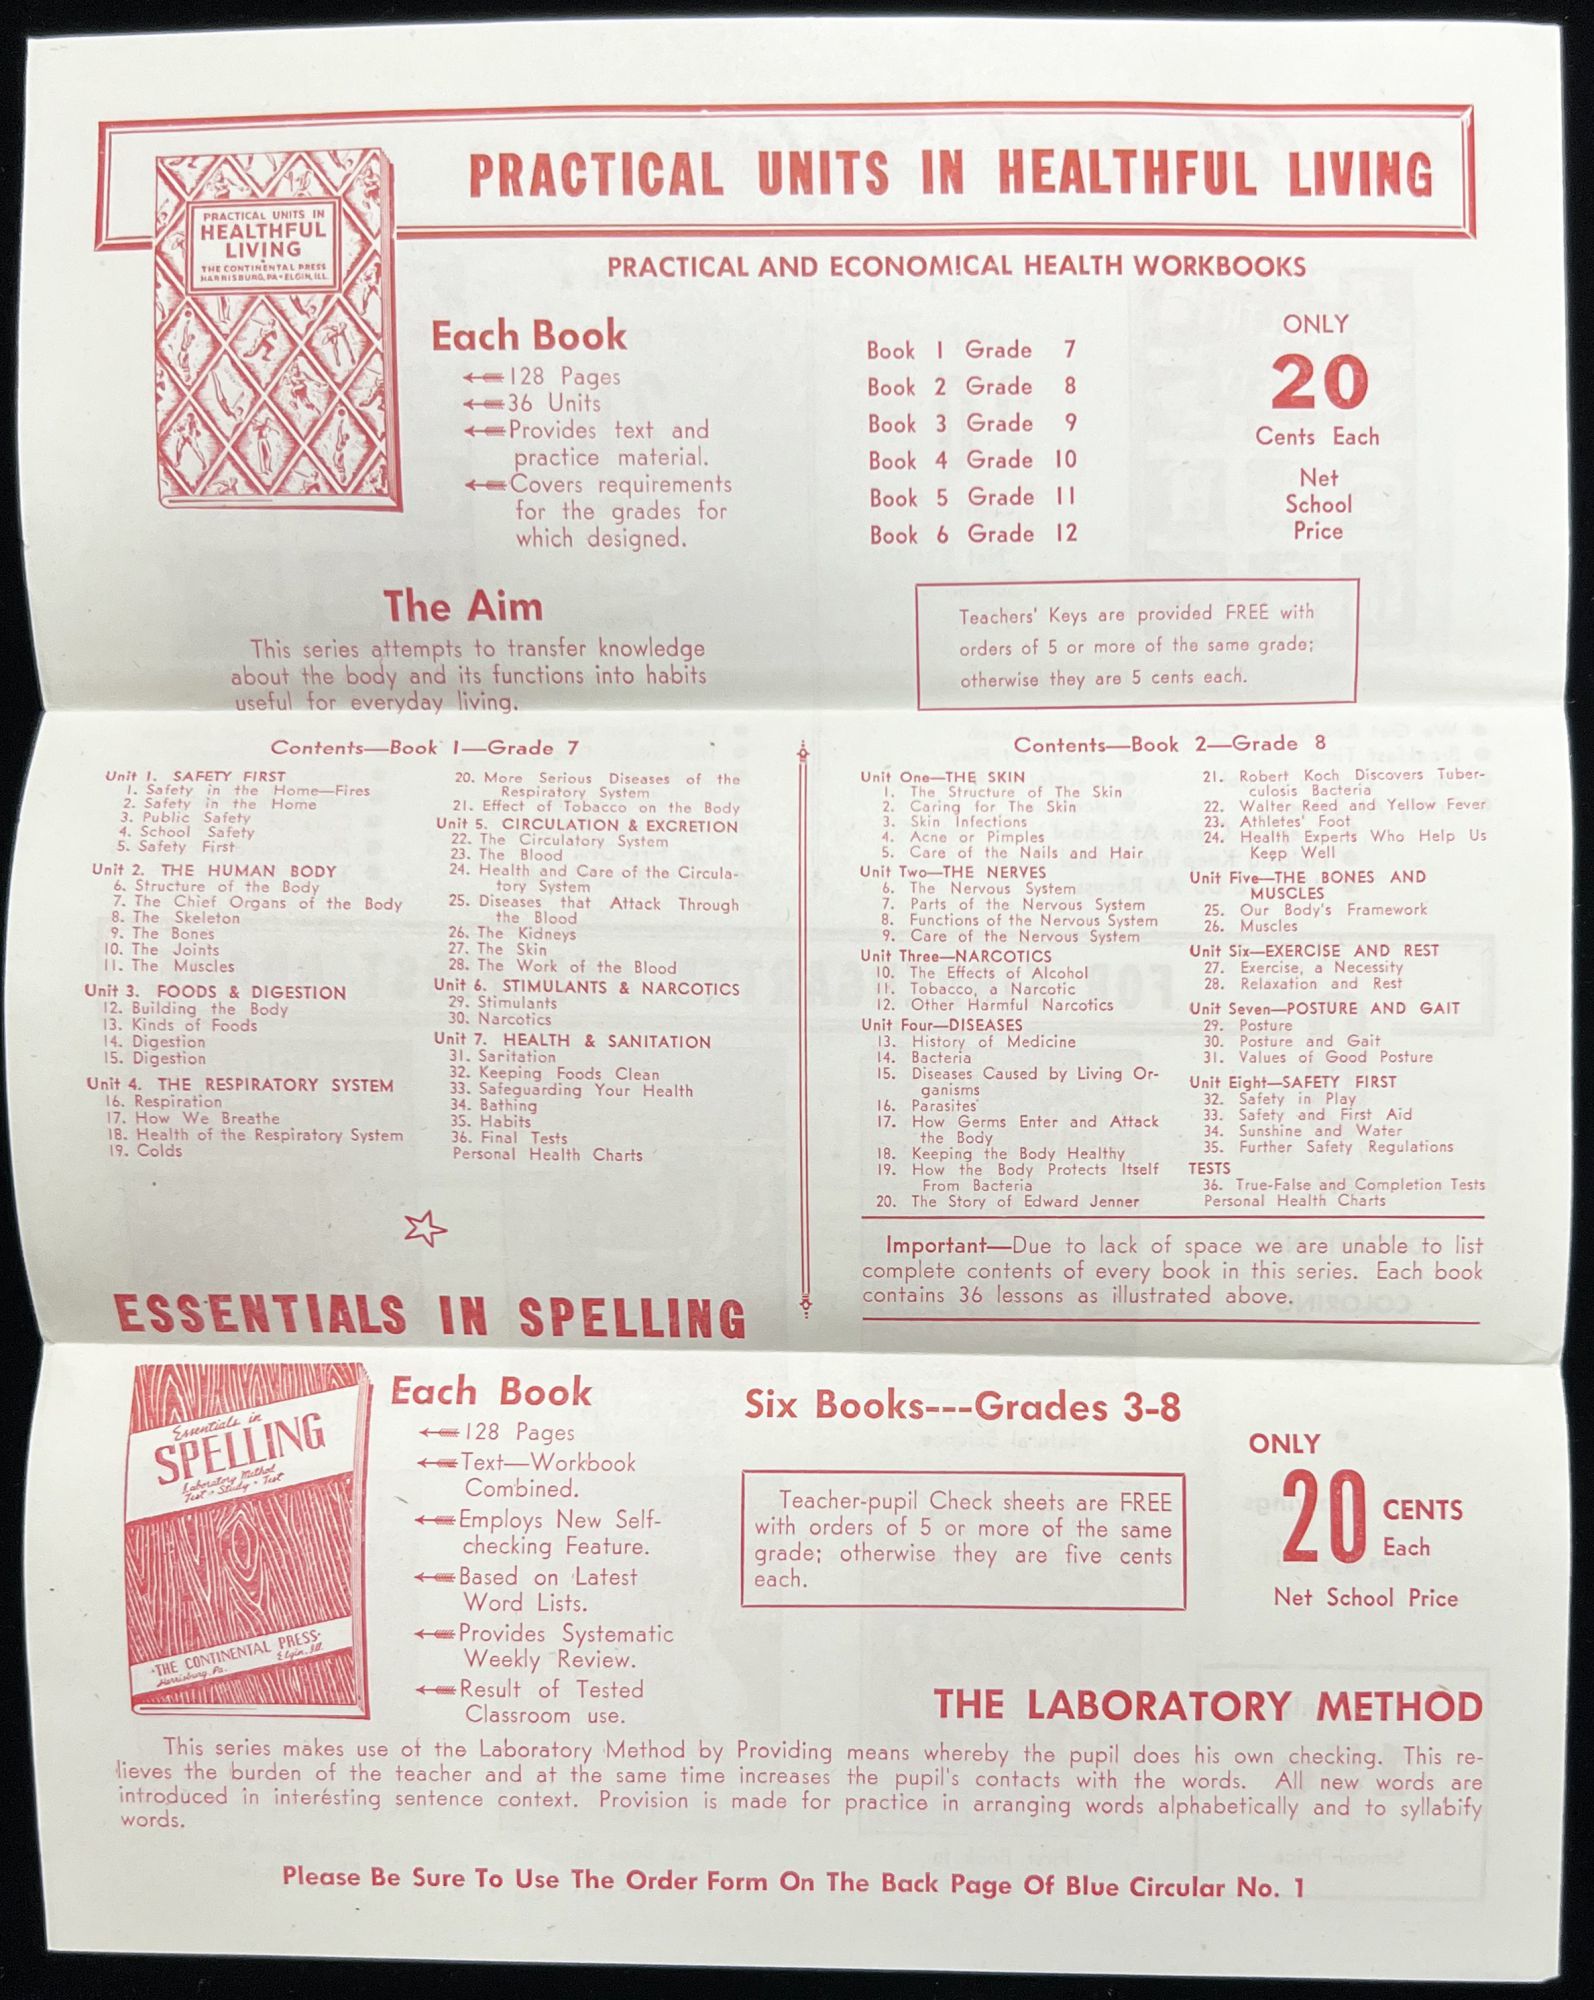 PRACTICAL UNITS IN HEALTHFUL LIVING
PRACTICAL UNITS IN
HEALTHFUL
LIVING
THE CONTINENTAL PRESS
HARRISBURG, PA • ELGIN, ILL.
PRACTICAL AND ECONOMICAL HEALTH WORKBOOKS
Each Book
128 Pages
36 Units
Provides text and
practice material.
Covers requirements
for the grades for
which designed.
Book 1 Grade 7
Book 2 Grade 8
Book 3 Grade 9
Book 4 Grade 10
Book 5 Grade 11
Book 6 Grade 12
ONLY
20
Cents Each
Net
School
Price
The Aim
This series attempts to transfer knowledge
about the body and its functions into habits
useful for everyday living.
Teachers' Keys are provided FREE with
orders of 5 or more of the same grade;
otherwise they are 5 cents each.
Contents—Book 1—Grade 7
Unit 1. SAFETY FIRST
1. Safety in the Home—Fires
2. Safety in the Home
3. Public Safety
4. School Safety
5. Safety First
Unit 2. THE HUMAN BODY
6. Structure of the Body
7. The Chief Organs of the Body
8. The Skeleton
9. The Bones
10. The Joints
11. The Muscles
Unit 3. FOODS & DIGESTION
12. Building the Body
13. Kinds of Foods
14. Digestion
15. Digestion
Unit 4. THE RESPIRATORY SYSTEM
16. Respiration
17. How We Breathe
18. Health of the Respiratory System
19. Colds
20. More Serious Diseases of the
Respiratory System
21. Effect of Tobacco on the Body
Unit 5. CIRCULATION & EXCRETION
22. The Circulatory System
23. The Blood
24. Health and Care of the Circula-
tory System
25. Diseases that Attack Through
the Blood
26. The Kidneys
27. The Skin
28. The Work of the Blood
Unit 6. STIMULANTS & NARCOTICS
29. Stimulants
30. Narcotics
Unit 7. HEALTH & SANITATION
31. Saritation
32. Keeping Foods Clean
33. Safeguarding Your Health
34. Bathing
35. Habits
36. Final Tests
Personal Health Charts
Contents—Book 2—Grade 8
Unit One—THE SKIN
1. The Structure of The Skin
2. Caring for The Skin
3. Skin Infections
4. Acne or Pimples
5. Care of the Nails and Hair
Unit Two—THE NERVES
6. The Nervous System
7. Parts of the Nervous System
8. Functions of the Nervous System
9. Care of the Nervous System
Unit Three—NARCOTICS
10. The Effects of Alcohol
11. Tobacco, a Narcotic
12. Other Harmful Narcotics
Unit Four—DISEASES
13. History of Medicine
14. Bacteria
15. Diseases Caused by Living Or-
ganisms
16. Parasites
17. How Germs Enter and Attack
the Body
18. Keeping the Body Healthy
19. How the Body Protects Itself
From Bacteria
20. The Story of Edward Jenner
21. Robert Koch Discovers Tuber-
culosis Bacteria
22. Walter Reed and Yellow Fever
23. Athletes' Foot
24. Health Experts Who Help Us
Keep Well
Unit Five—THE BONES AND
MUSCLES
25. Our Body's Framework
26. Muscles
Unit Six—EXERCISE AND REST
27. Exercise, a Necessity
28. Relaxation and Rest
Unit Seven—POSTURE AND GAIT
29. Posture
30. Posture and Gait
31. Values of Good Posture
Unit Eight—SAFETY FIRST
32. Safety in Play
33. Safety and First Aid
34. Sunshine and Water
35. Further Safety Regulations
TESTS
36. True-False and Completion Tests
Personal Health Charts
Important—Due to lack of space we are unable to list
complete contents of every book in this series. Each book
contains 36 lessons as illustrated above.
ESSENTIALS IN SPELLING
Essentials in
SPELLING
Laboratory Method
Test • Study • Test
•THE CONTINENTAL PRESS•
Harrisburg, Pa. Elgin, Ill.
Each Book
128 Pages
Text—Workbook
Combined.
Employs New Self-
checking Feature.
Based on Latest
Word Lists.
Provides Systematic
Weekly Review.
Result of Tested
Classroom use.
Six Books---Grades 3-8
Teacher-pupil Check sheets are FREE
with orders of 5 or more of the same
grade; otherwise they are five cents
each.
ONLY
20 CENTS
Each
Net School Price
THE LABORATORY METHOD
This series makes use of the Laboratory Method by Providing means whereby the pupil does his own checking. This re-
lieves the burden of the teacher and at the same time increases the pupil's contacts with the words. All new words are
introduced in interesting sentence context. Provision is made for practice in arranging words alphabetically and to syllabify
words.
Please Be Sure To Use The Order Form On The Back Page Of Blue Circular No. 1